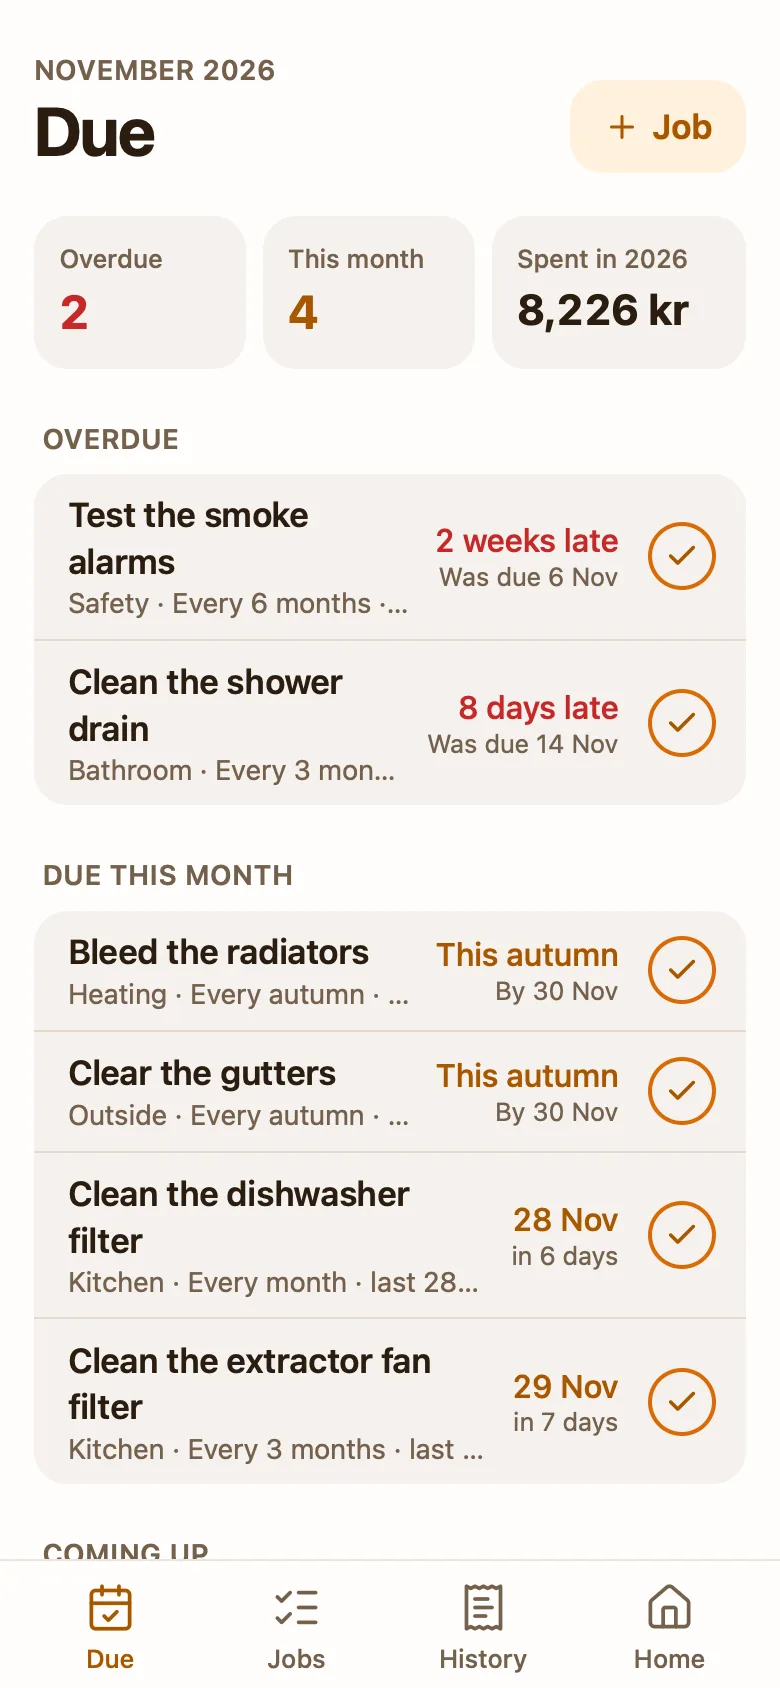 NOVEMBER 2026
Due
+ Job
Overdue
2
This month
4
Spent in 2026
8,226 kr
OVERDUE
Test the smoke
alarms
Safety · Every 6 months ·...
2 weeks late
Was due 6 Nov
Clean the shower
drain
Bathroom · Every 3 mon...
8 days late
Was due 14 Nov
DUE THIS MONTH
Bleed the radiators
Heating · Every autumn · ...
This autumn
By 30 Nov
Clear the gutters
Outside · Every autumn · ...
This autumn
By 30 Nov
Clean the dishwasher
filter
Kitchen · Every month · last 28...
28 Nov
in 6 days
Clean the extractor fan
filter
Kitchen · Every 3 months · last ...
29 Nov
in 7 days
COMING UP
Due
Jobs
History
Home